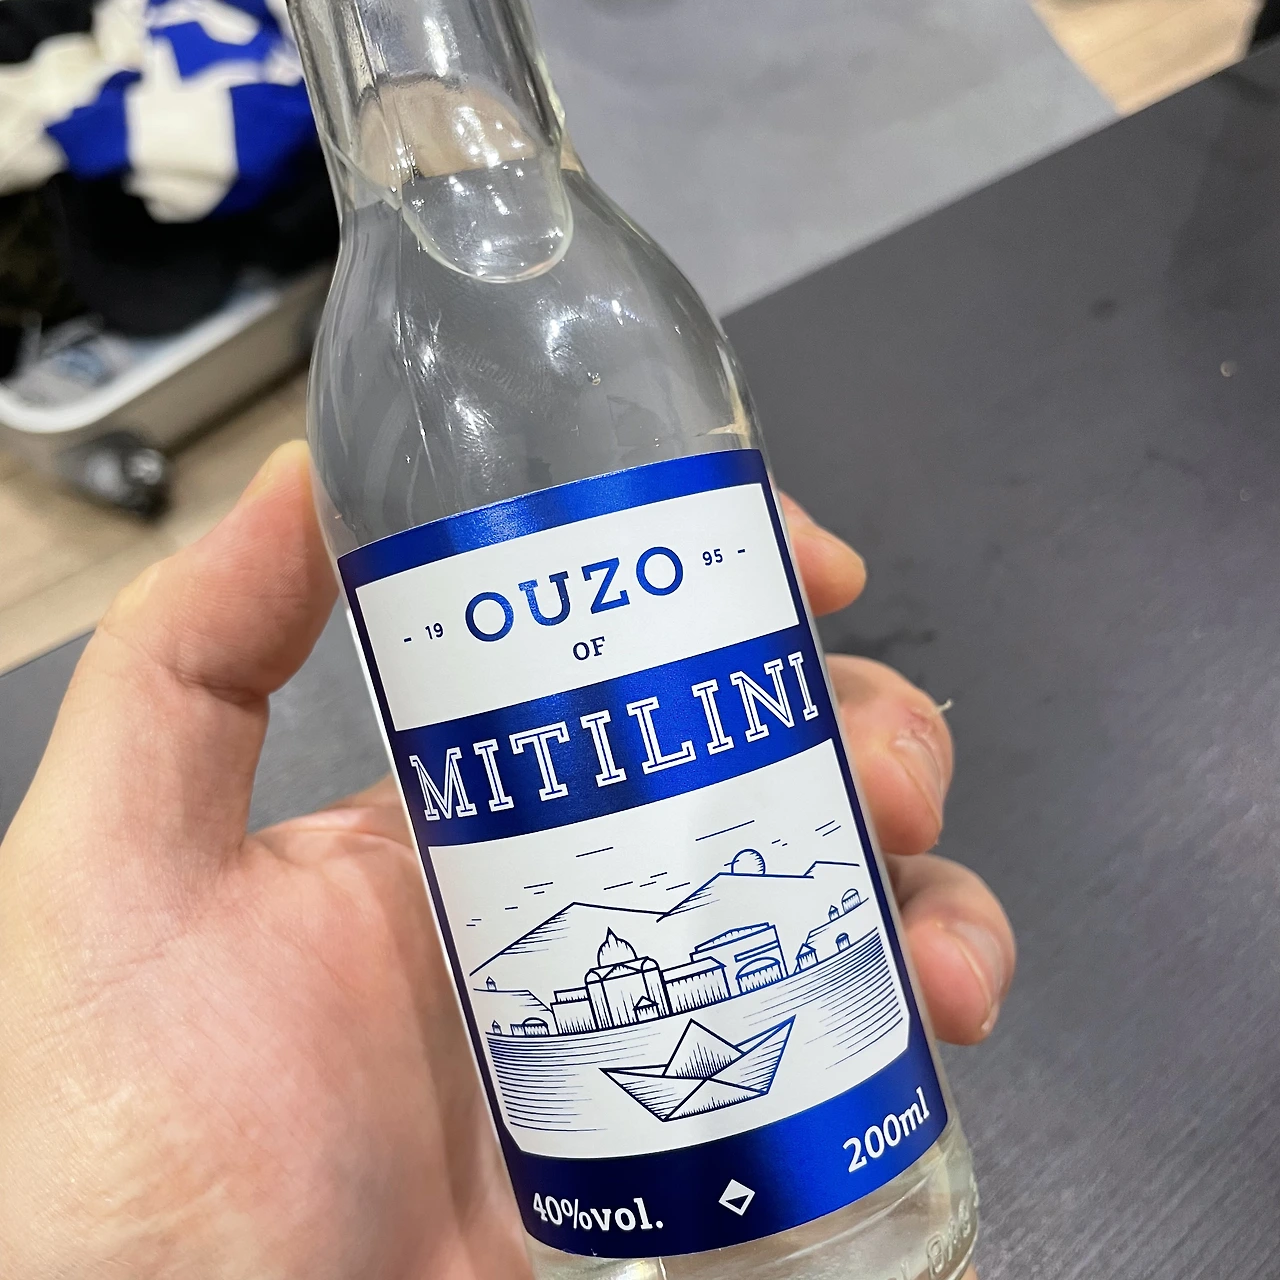 - 19 OUZO 95 -
OF
MITILINI
40%vol. 200ml